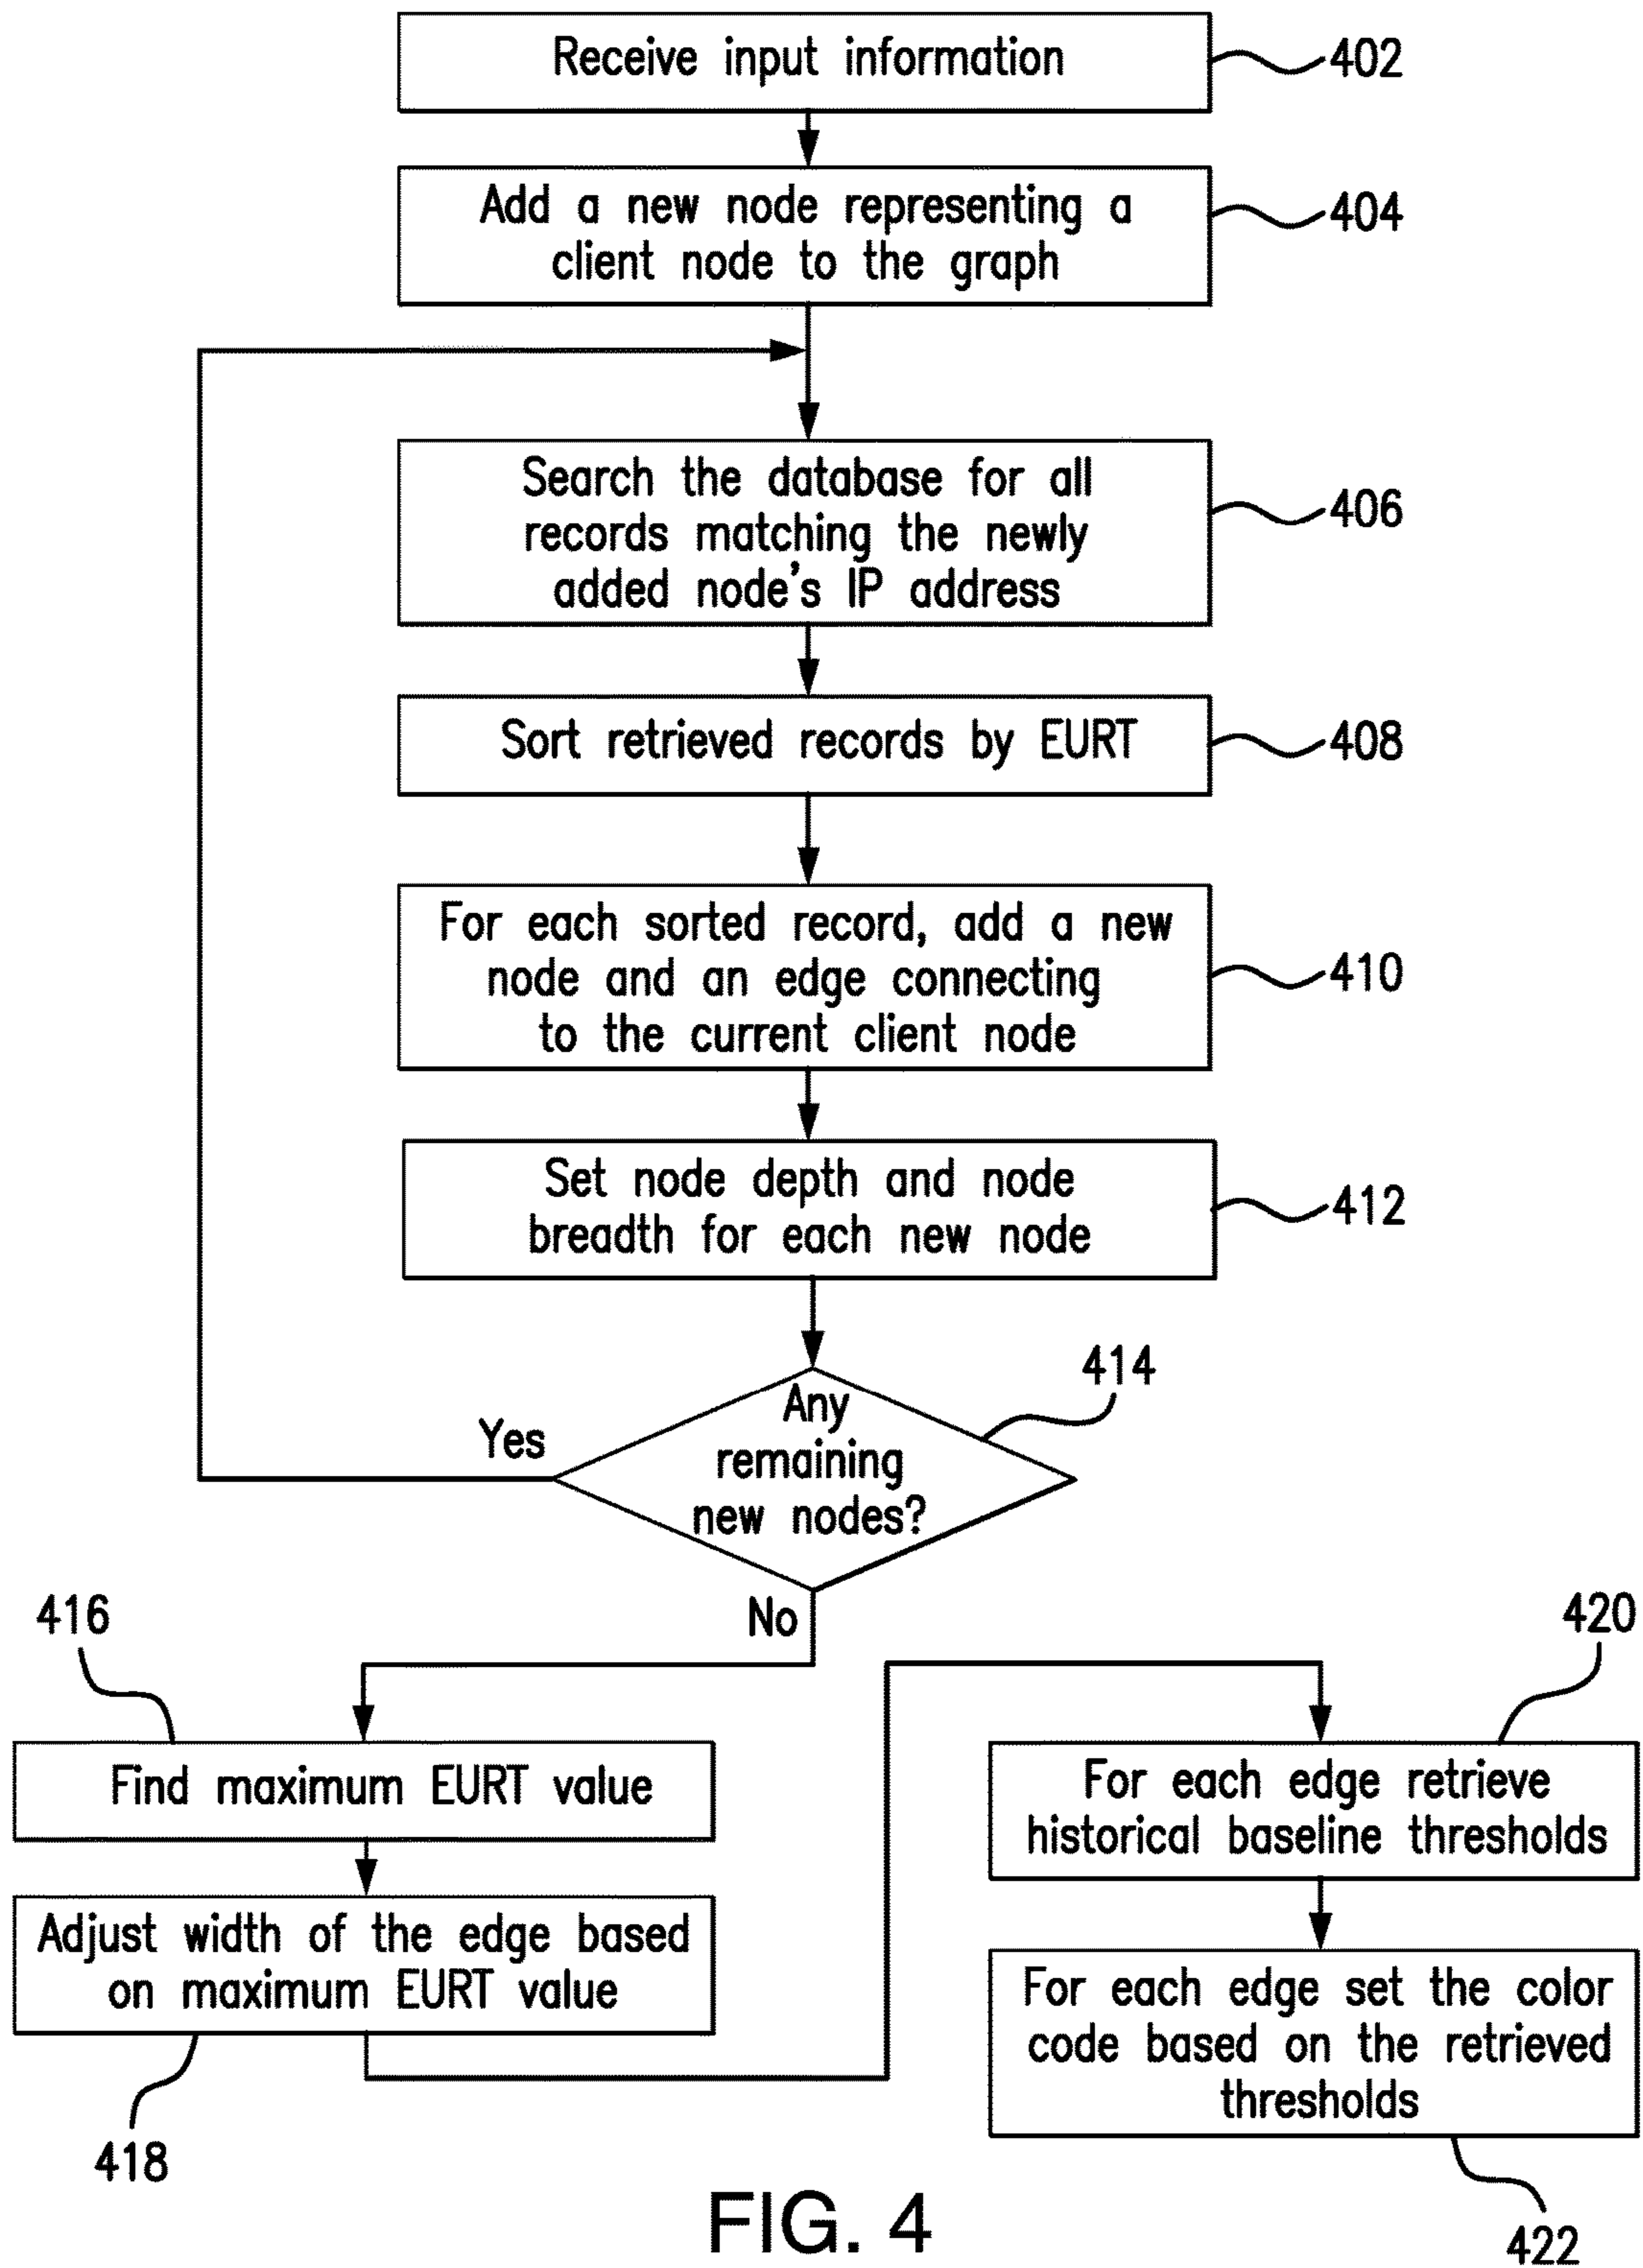 Receive input information
402
Add a new node representing a
client node to the graph
404
Search the database for all
records matching the newly
added node's IP address
406
Sort retrieved records by EURT
408
For each sorted record, add a new
node and an edge connecting
to the current client node
410
Set node depth and node
breadth for each new node
412
414
Any
remaining
new nodes?
Yes
No
416
Find maximum EURT value
Adjust width of the edge based
on maximum EURT value
418
420
For each edge retrieve
historical baseline thresholds
For each edge set the color
code based on the retrieved
thresholds
422
FIG. 4